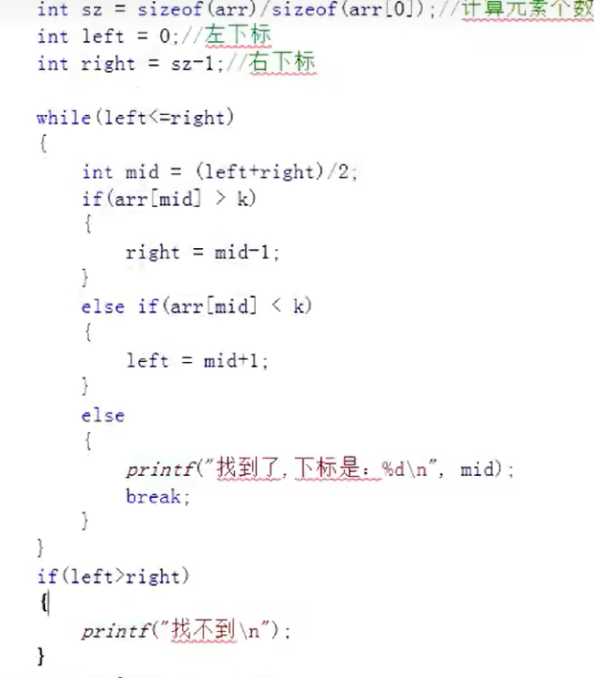 int sz = sizeof(arr)/sizeof(arr[0]);//计算元素个数
int left = 0;//左下标
int right = sz-1;//右下标
while(left<=right)
{
int mid = (left+right)/2;
if(arr[mid] > k)
{
right = mid-1;
}
else if(arr[mid] < k)
{
left = mid+1;
}
else
{
printf("找到了,下标是：%d\n", mid);
break;
}
}
if(left>right)
{
printf("找不到\n");
}